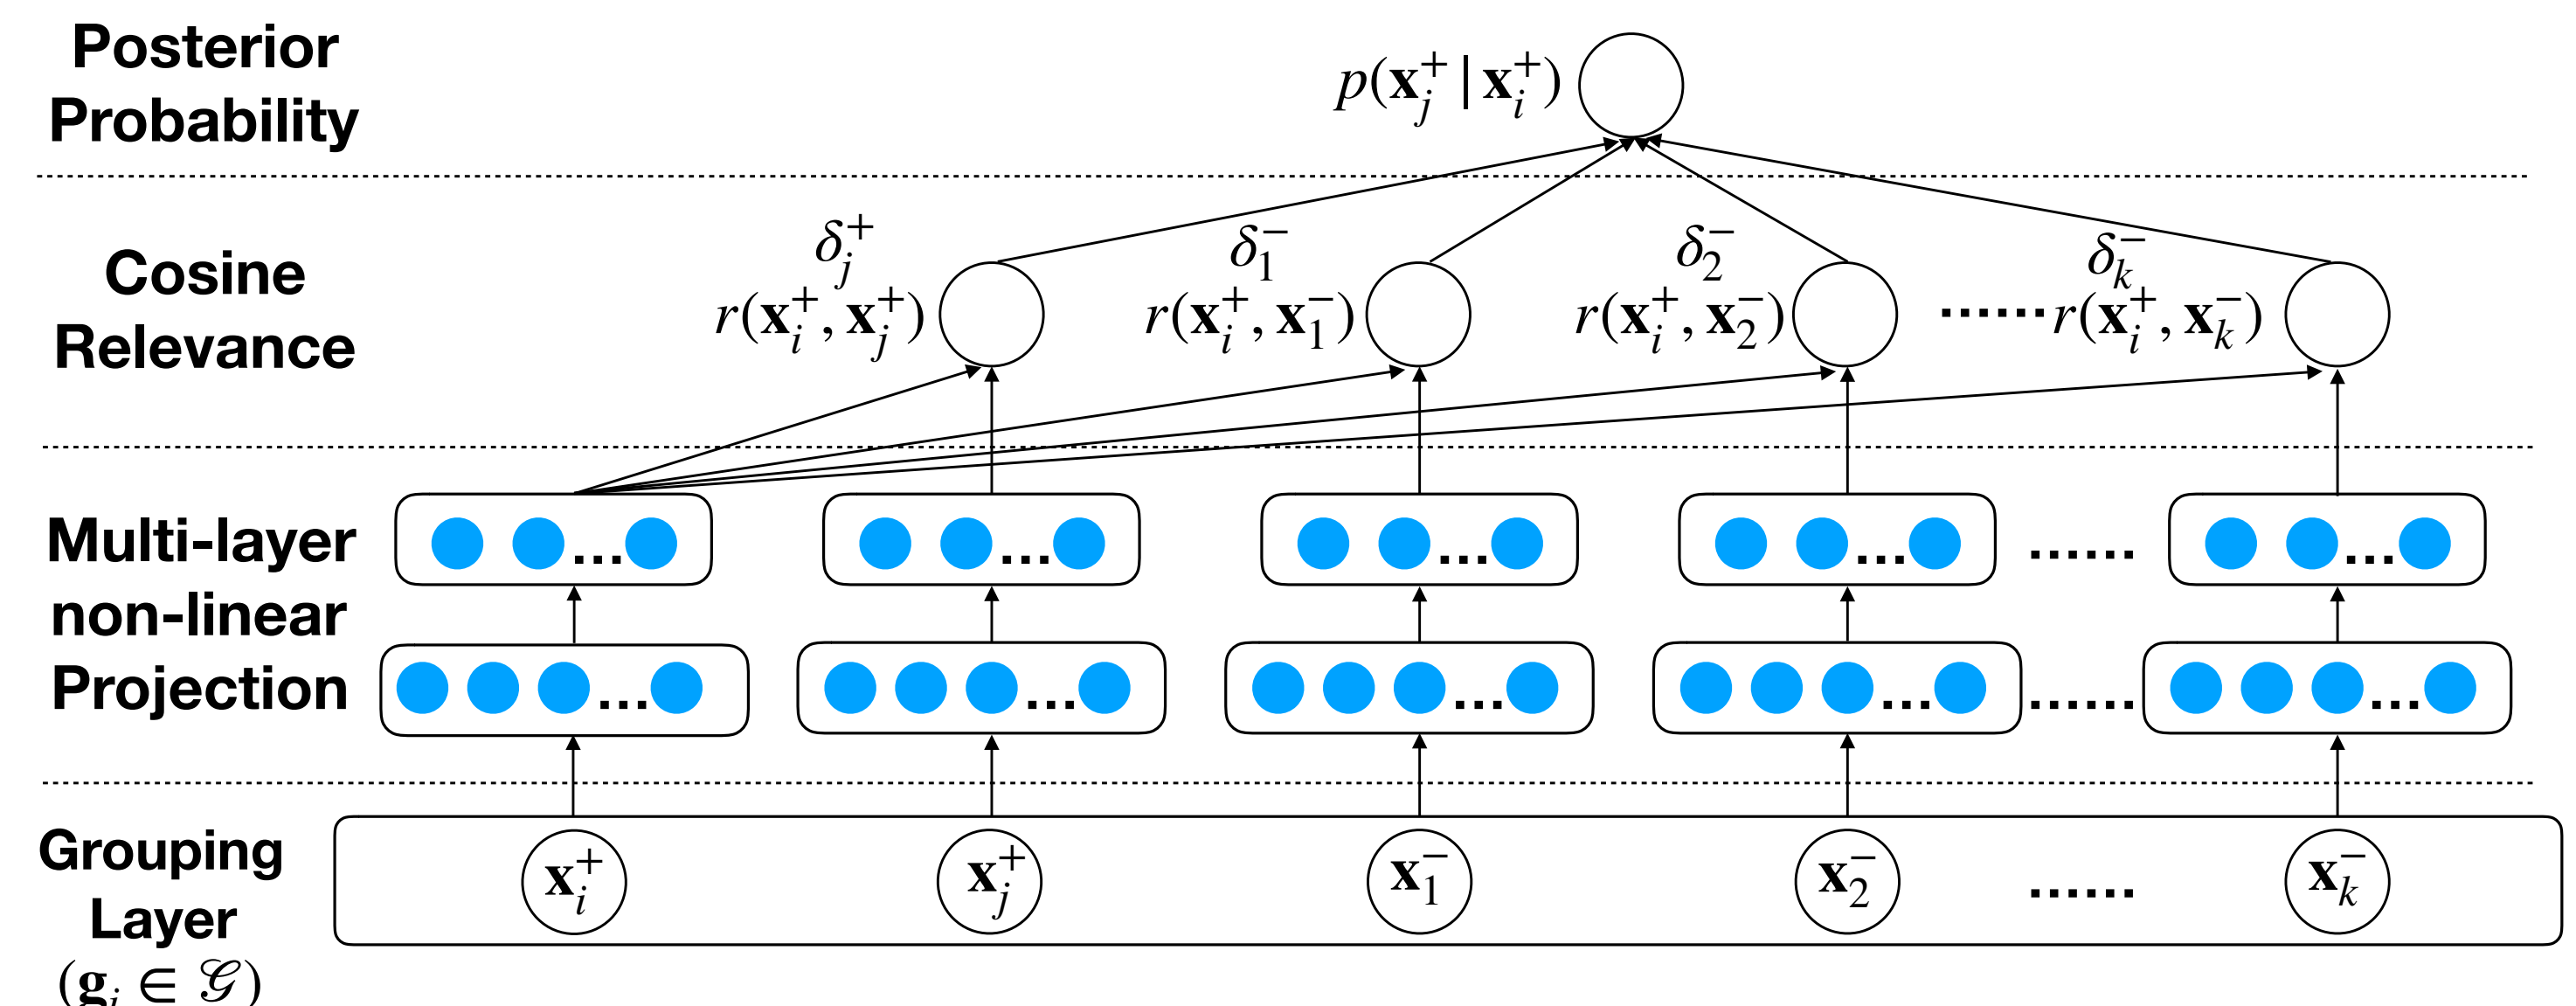 Posterior
Probability
p(x_j^+ | x_i^+)
Cosine
Relevance
δ_j^+
r(x_i^+, x_j^+)
δ_1^-
r(x_i^+, x_1^-)
δ_2^-
r(x_i^+, x_2^-)
......
δ_k^-
r(x_i^+, x_k^-)
Multi-layer
non-linear
Projection
... ... ... ... ...... ...
... ... ... ... ...... ...
Grouping
Layer
(g_i ∈ 𝒢)
x_i^+ x_j^+ x_1^- x_2^- ...... x_k^-